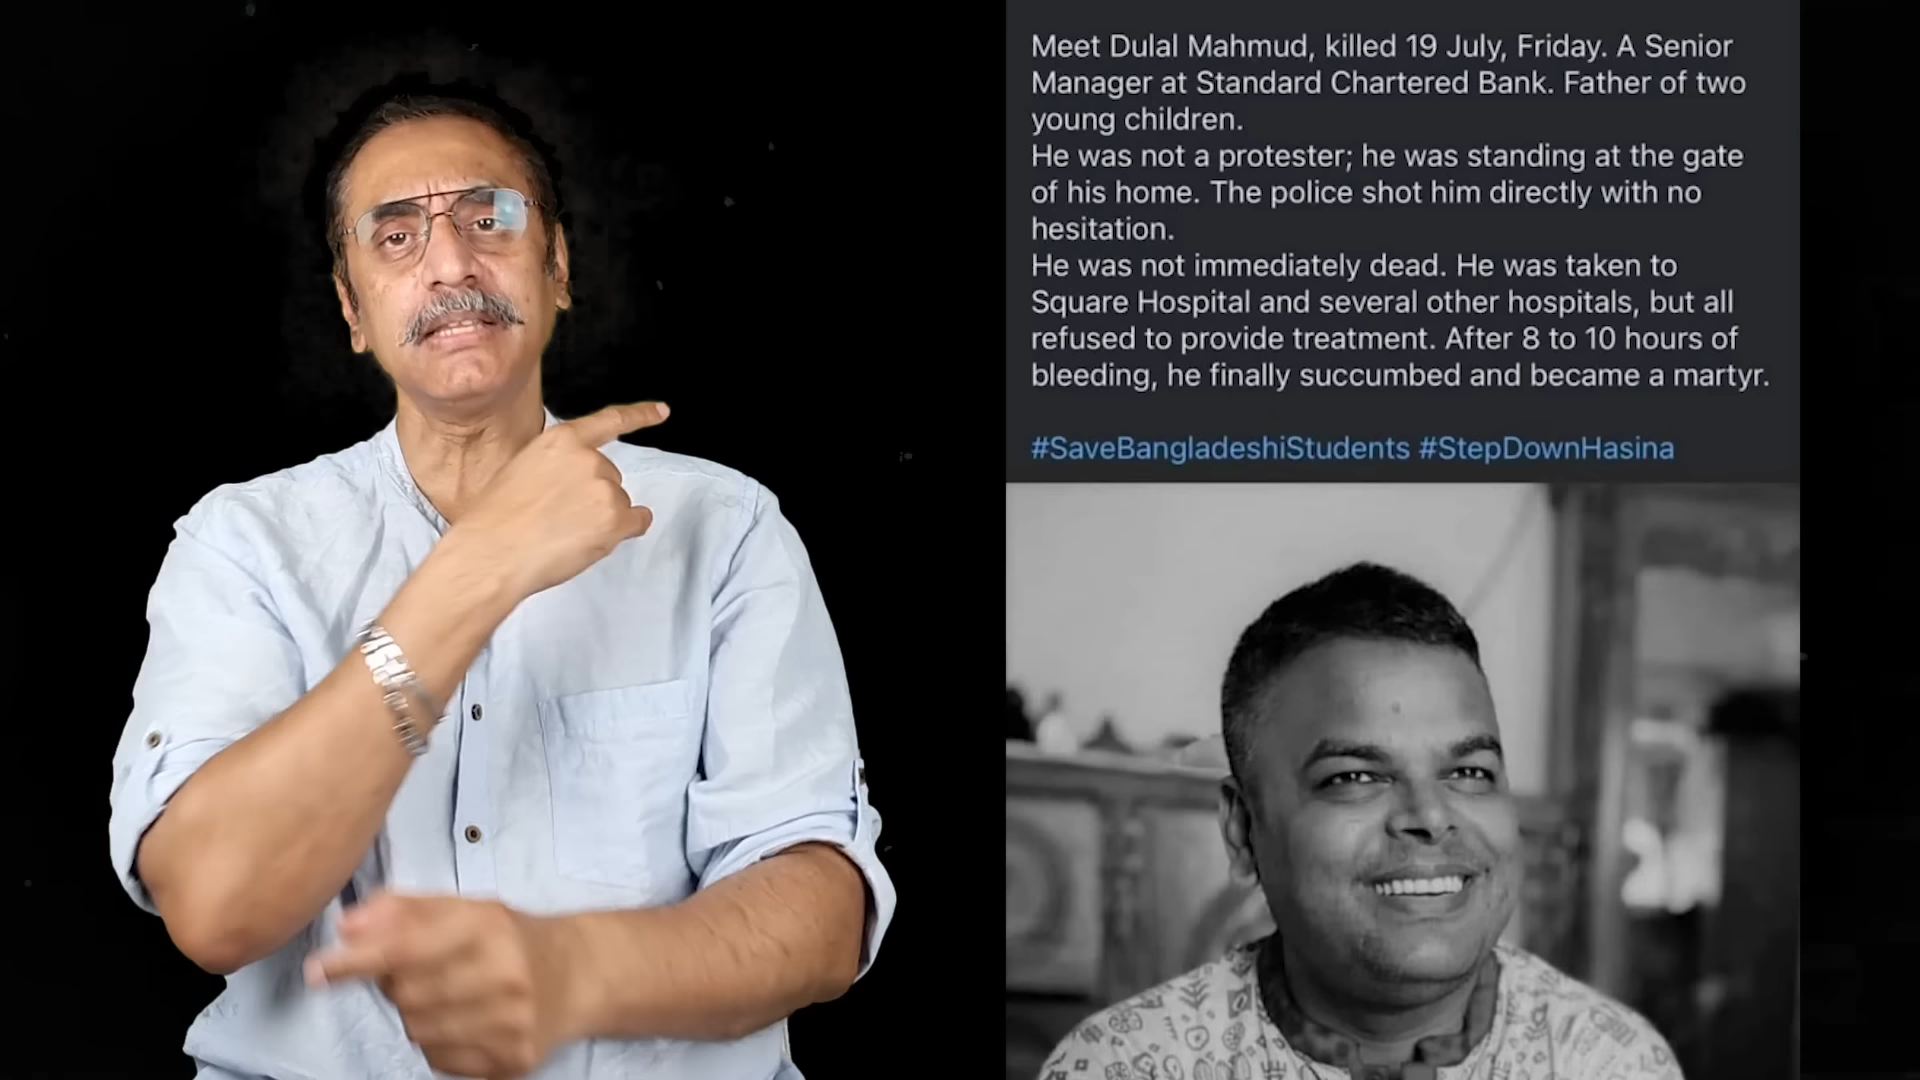 Meet Dulal Mahmud, killed 19 July, Friday. A Senior
Manager at Standard Chartered Bank. Father of two
young children.
He was not a protester; he was standing at the gate
of his home. The police shot him directly with no
hesitation.
He was not immediately dead. He was taken to
Square Hospital and several other hospitals, but all
refused to provide treatment. After 8 to 10 hours of
bleeding, he finally succumbed and became a martyr.
#SaveBangladeshiStudents #StepDownHasina